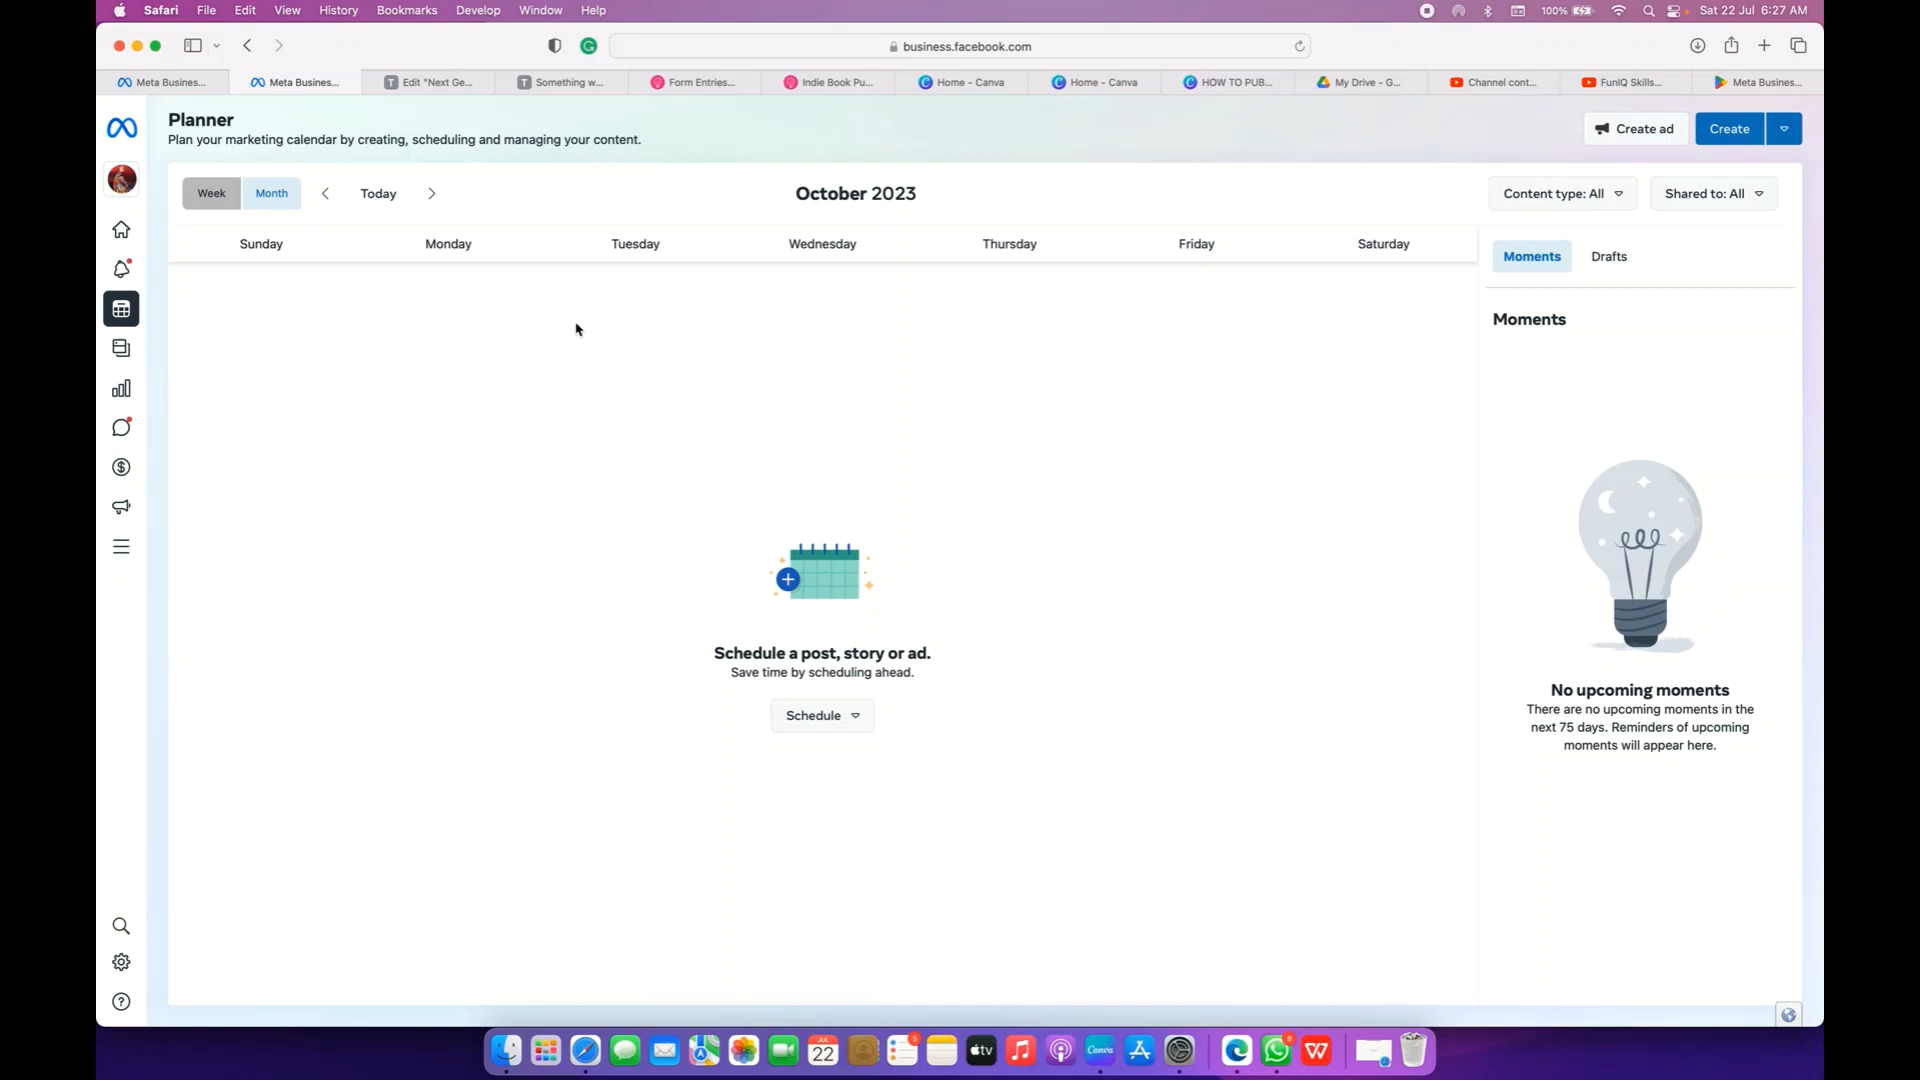 Safari File Edit View History Bookmarks Develop Window Help 100% Sat 22 Jul 6:27 AM
business.facebook.com
Meta Busines... Meta Busines... Edit "Next Ge... Something w... Form Entries... Indie Book Pu... Home - Canva Home - Canva HOW TO PUB... My Drive - G... Channel cont... FunIQ Skills... Meta Busines...
Planner
Plan your marketing calendar by creating, scheduling and managing your content.
Create ad Create
Week Month Today October 2023 Content type: All Shared to: All
Sunday Monday Tuesday Wednesday Thursday Friday Saturday
Moments Drafts
Moments
Schedule a post, story or ad.
Save time by scheduling ahead.
Schedule
No upcoming moments
There are no upcoming moments in the
next 75 days. Reminders of upcoming
moments will appear here.
JUL
22
5
tv
Canva
8
W